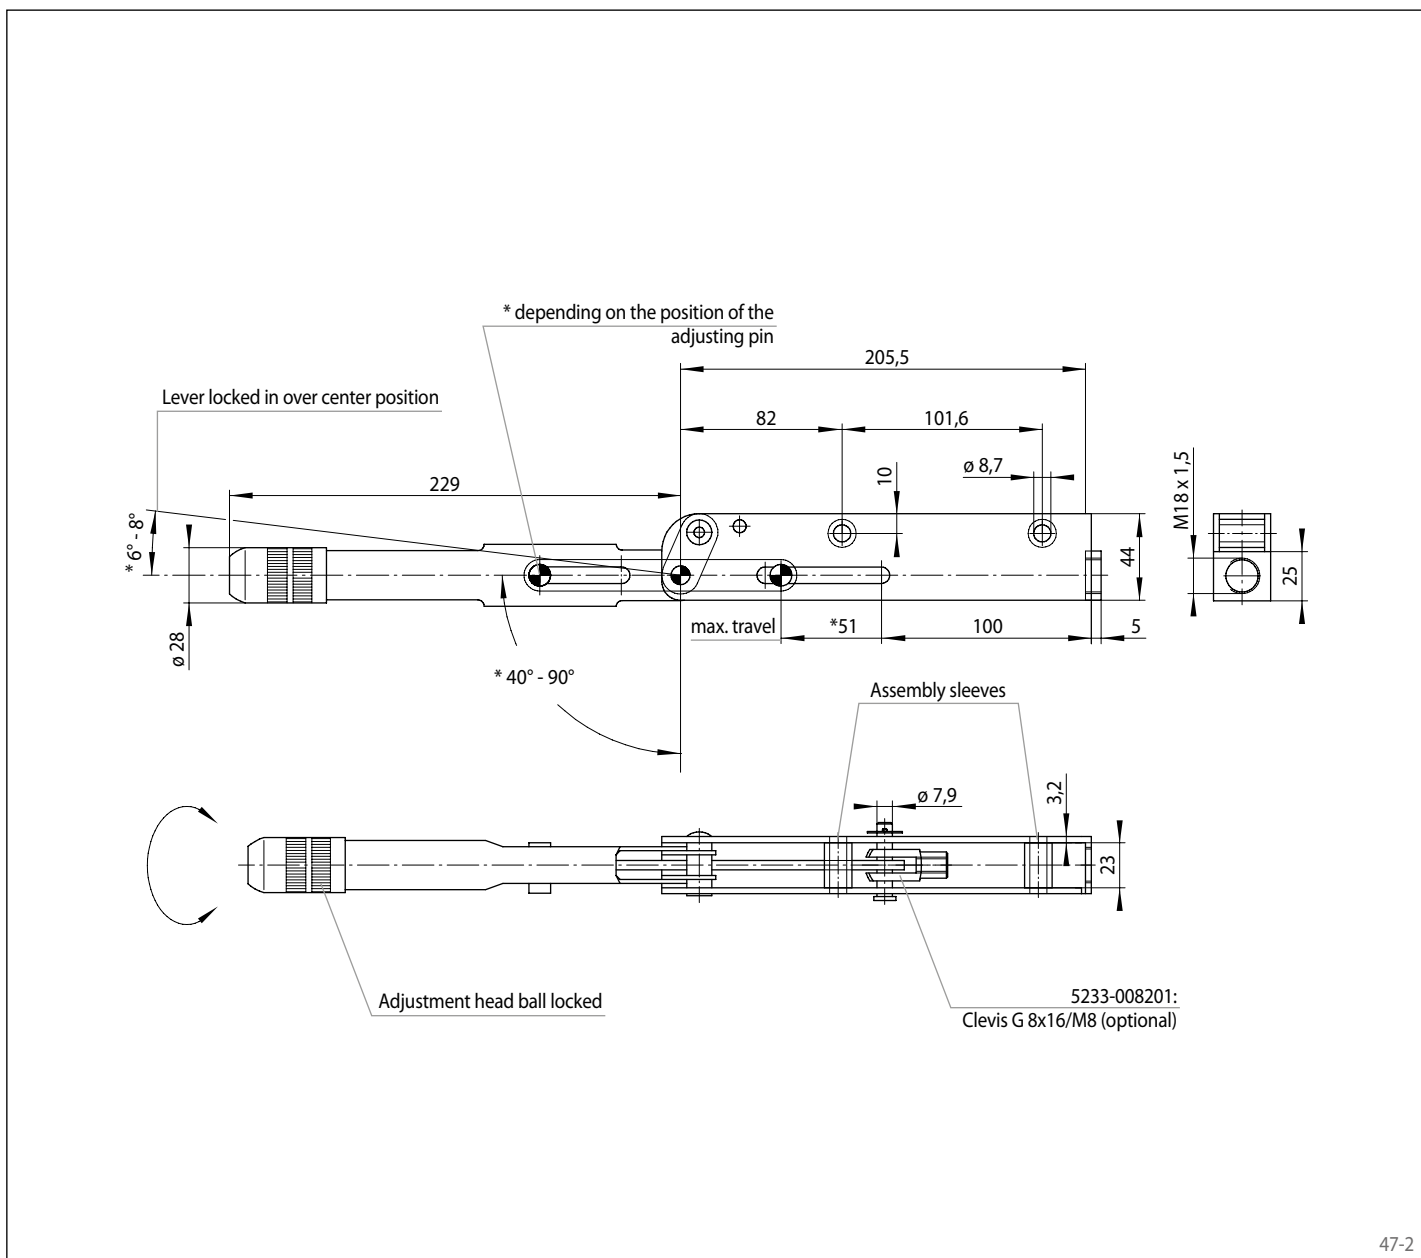 * depending on the position of the
adjusting pin
205,5
Lever locked in over center position
82
101,6
ø 8,7
10
M18 x 1,5
229
* 6° - 8°
44
25
ø 28
max. travel
*51
100
5
* 40° - 90°
Assembly sleeves
ø 7,9
3,2
23
Adjustment head ball locked
5233-008201:
Clevis G 8x16/M8 (optional)
47-2